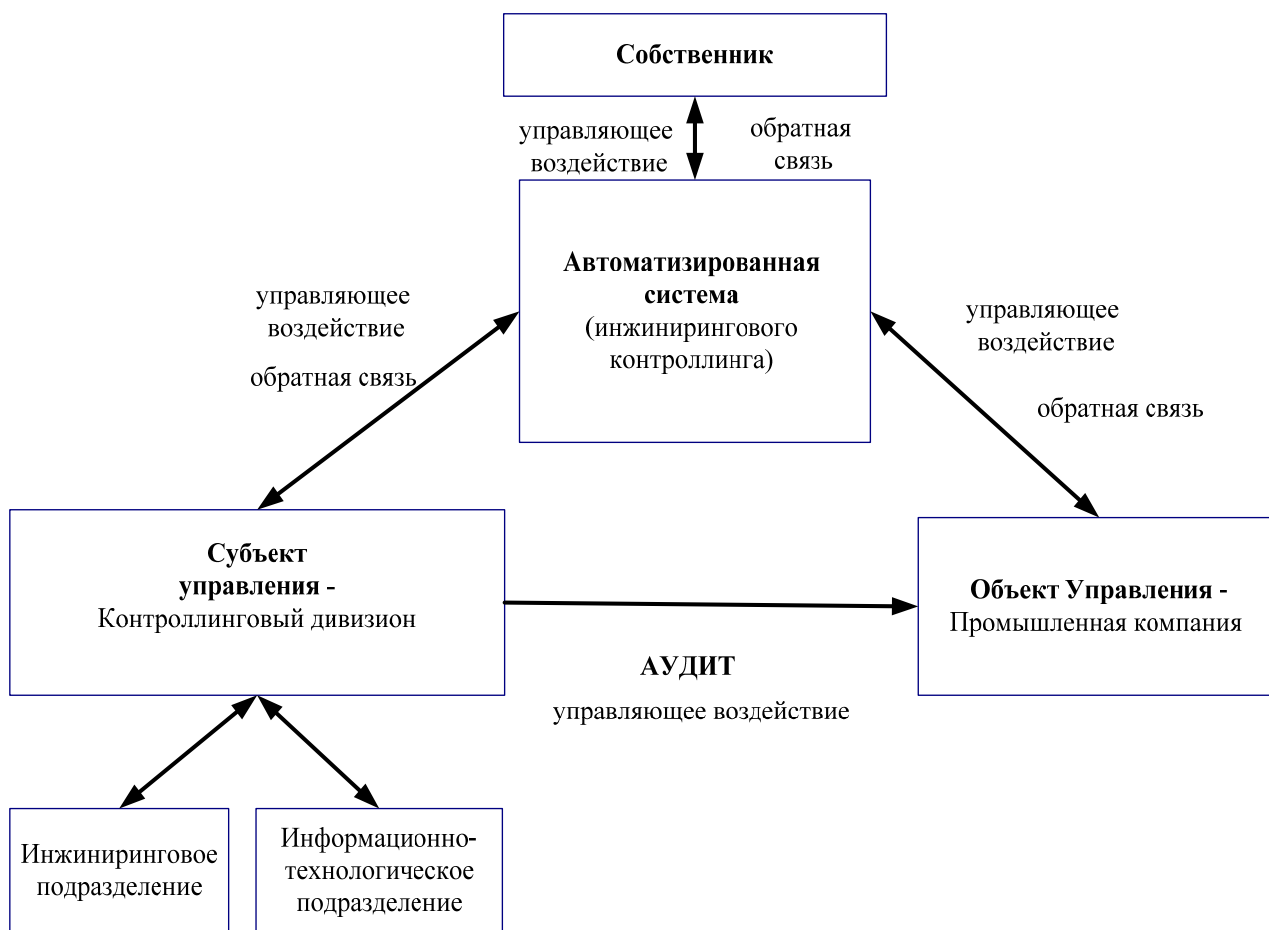 Собственник
управляющее
воздействие
обратная
связь
Автоматизированная
система
(инжинирингового
контроллинга)
управляющее
воздействие
обратная связь
управляющее
воздействие
обратная связь
Субъект
управления -
Контроллинговый дивизион
Объект Управления -
Промышленная компания
АУДИТ
управляющее воздействие
Инжиниринговое
подразделение
Информационно-
технологическое
подразделение